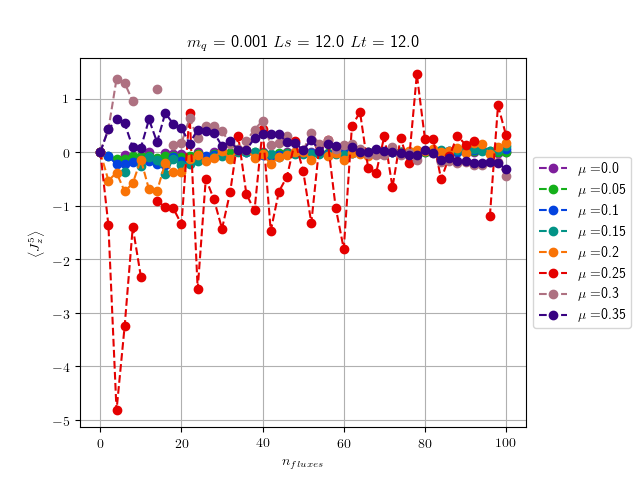 m_q = 0.001 Ls = 12.0 Lt = 12.0
⟨J_z^5⟩
1
0
−1
−2
−3
−4
−5
0 20 40 60 80 100
n_fluxes
μ =0.0
μ =0.05
μ =0.1
μ =0.15
μ =0.2
μ =0.25
μ =0.3
μ =0.35